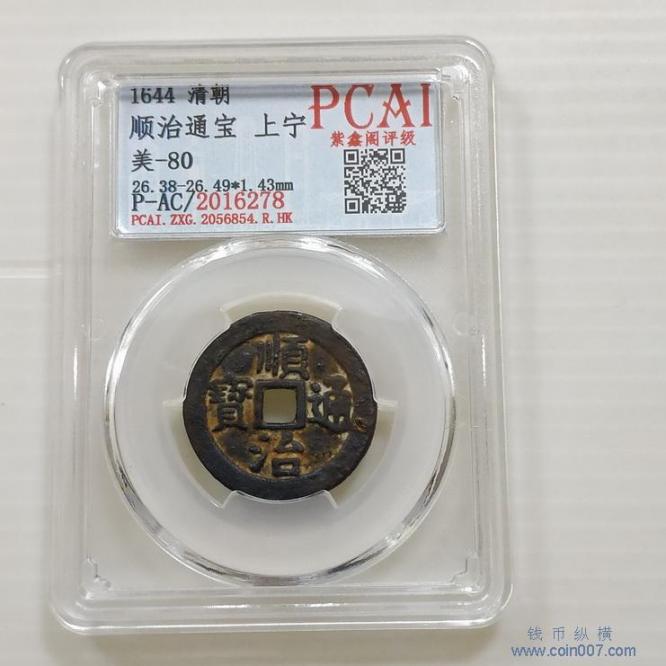 1644 清朝
顺治通宝 上宁
美-80
26.38-26.49*1.43mm
P-AC/2016278
PCAI.ZXG.2056854.R.HK
PCAI
紫鑫阁评级
順治通寶
钱币纵横
www.coin007.com